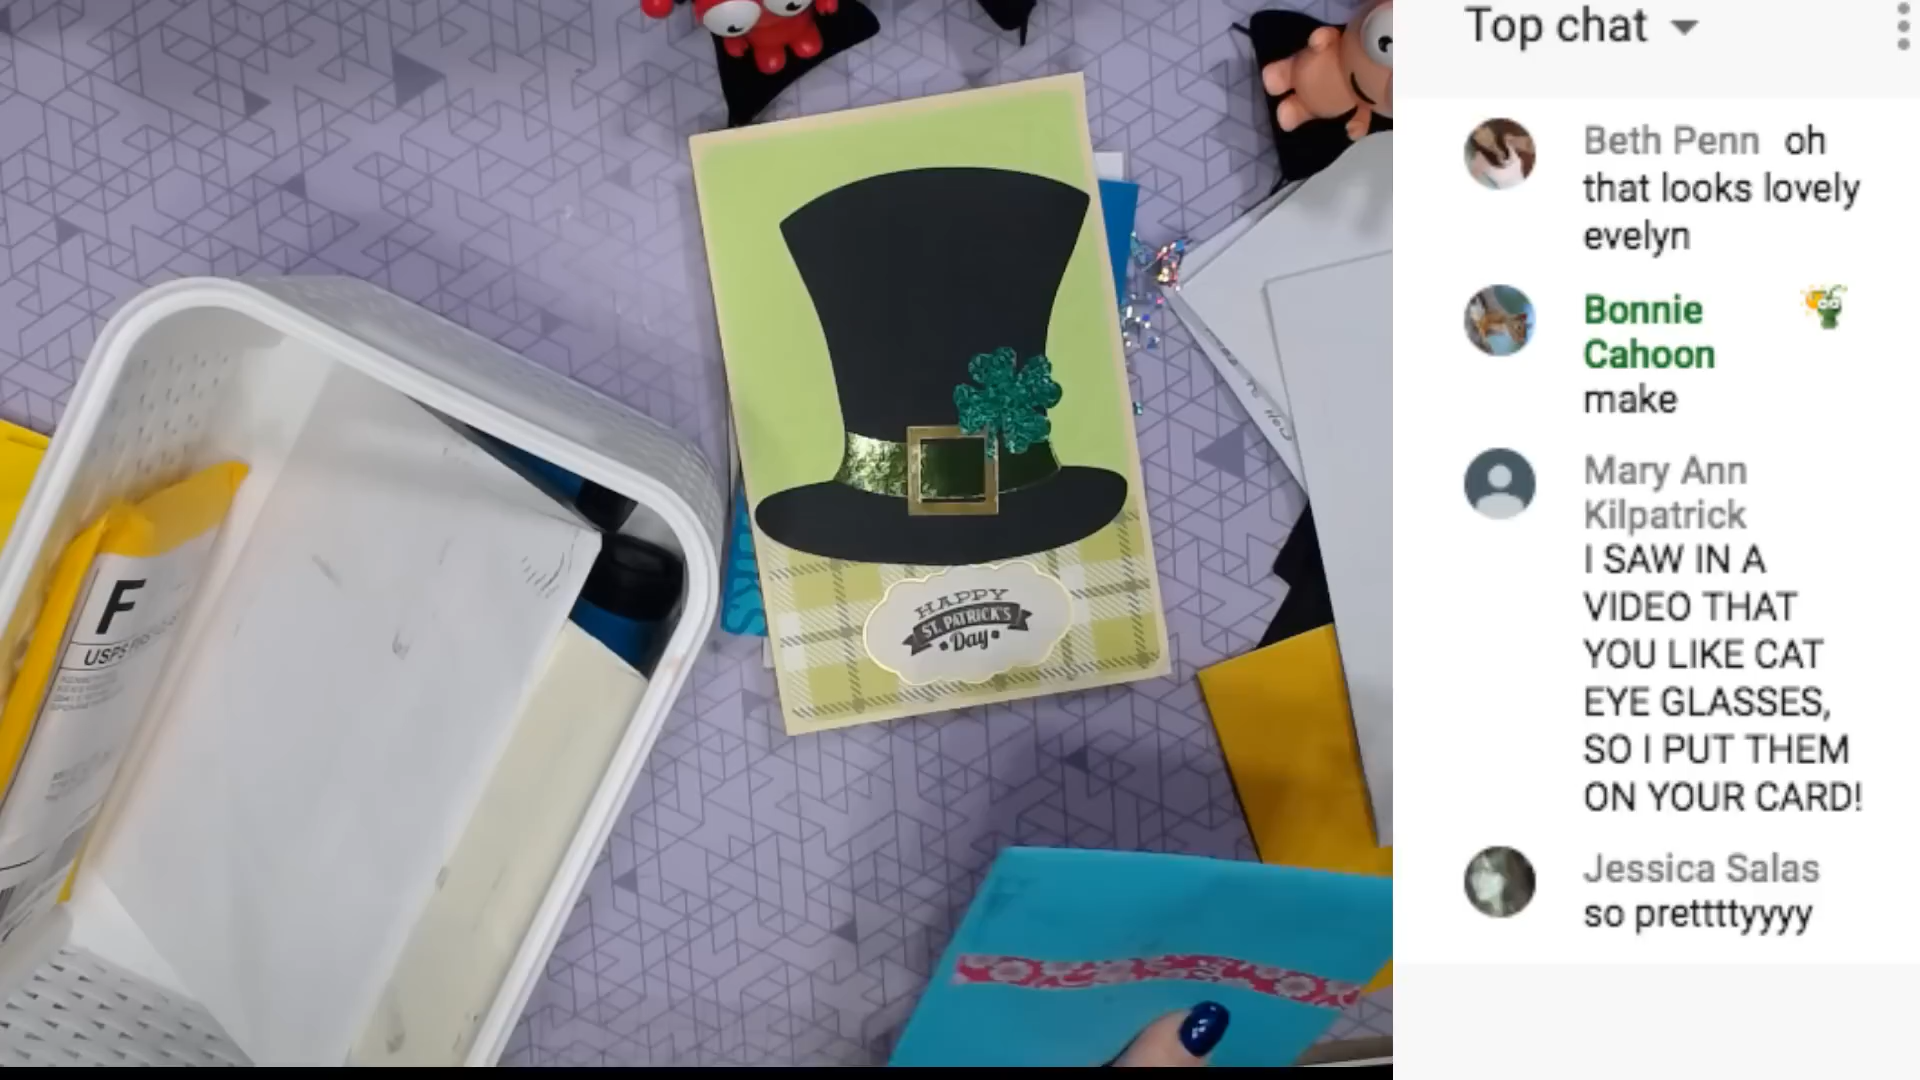 F
USPS
HAPPY
ST. PATRICK'S
Day
Top chat
Beth Penn oh
that looks lovely
evelyn
Bonnie
Cahoon
make
Mary Ann
Kilpatrick
I SAW IN A
VIDEO THAT
YOU LIKE CAT
EYE GLASSES,
SO I PUT THEM
ON YOUR CARD!
Jessica Salas
so prettttyyyy